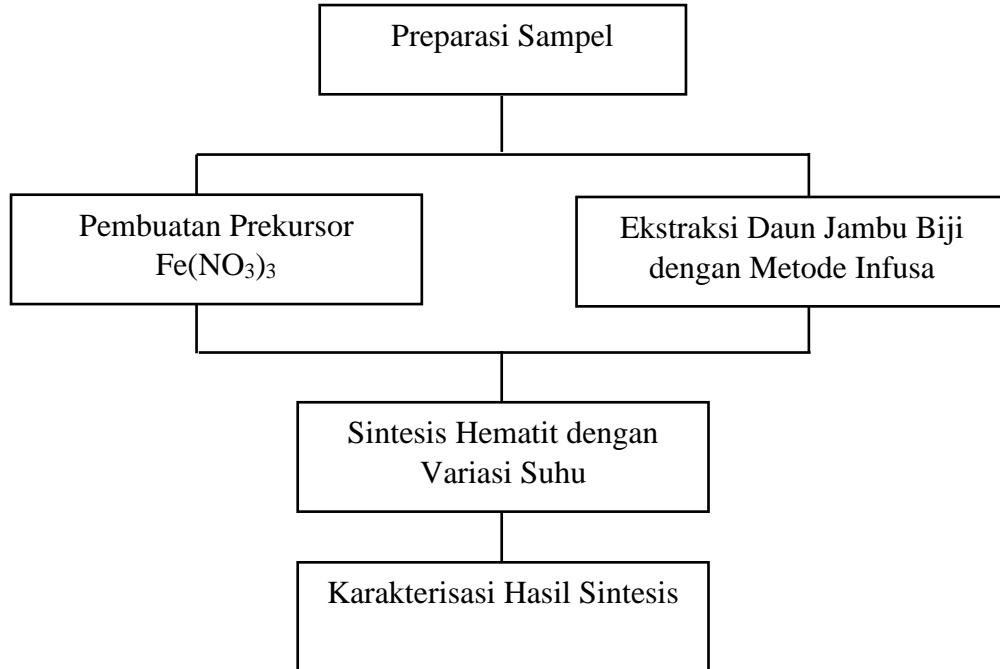 Preparasi Sampel
Pembuatan Prekursor
Fe(NO₃)₃
Ekstraksi Daun Jambu Biji
dengan Metode Infusa
Sintesis Hematit dengan
Variasi Suhu
Karakterisasi Hasil Sintesis